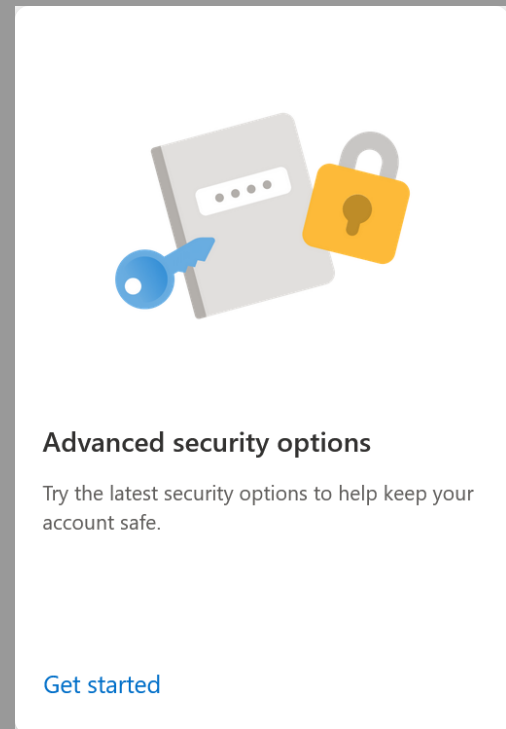 Advanced security options
Try the latest security options to help keep your
account safe.
Get started